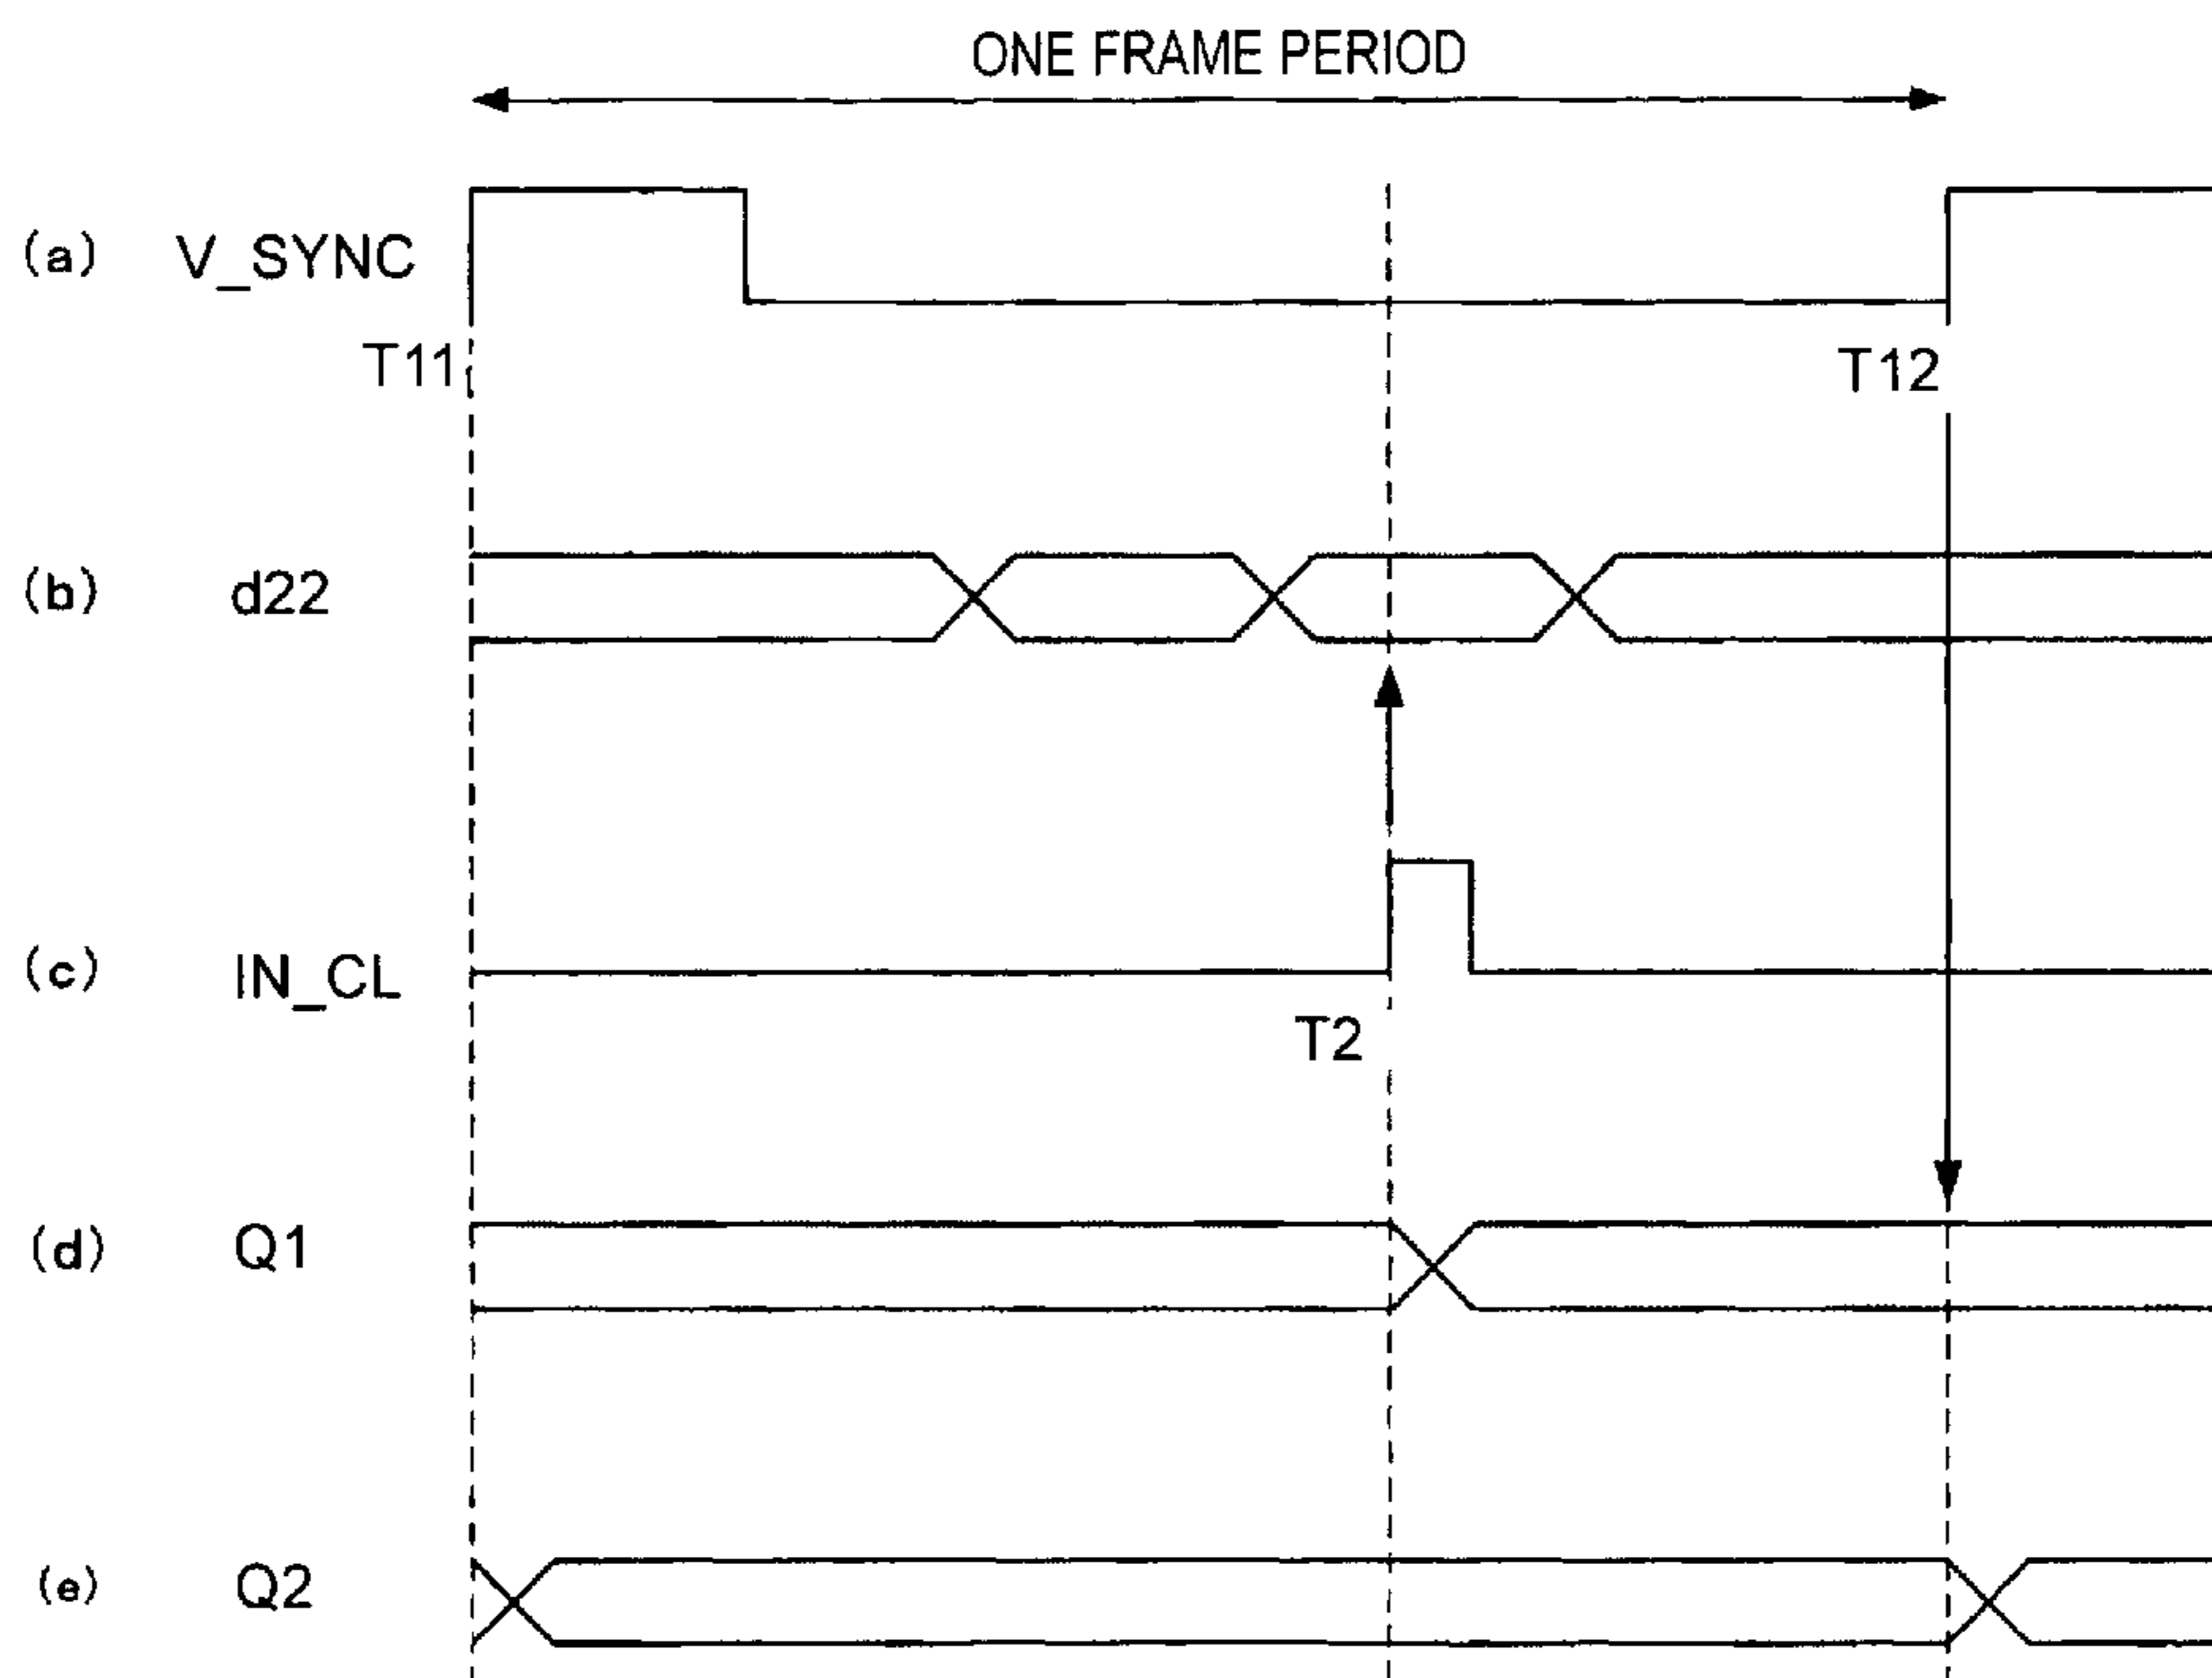 ONE FRAME PERIOD
(a) V_SYNC
T11
T12
(b) d22
(c) IN_CL
T2
(d) Q1
(e) Q2